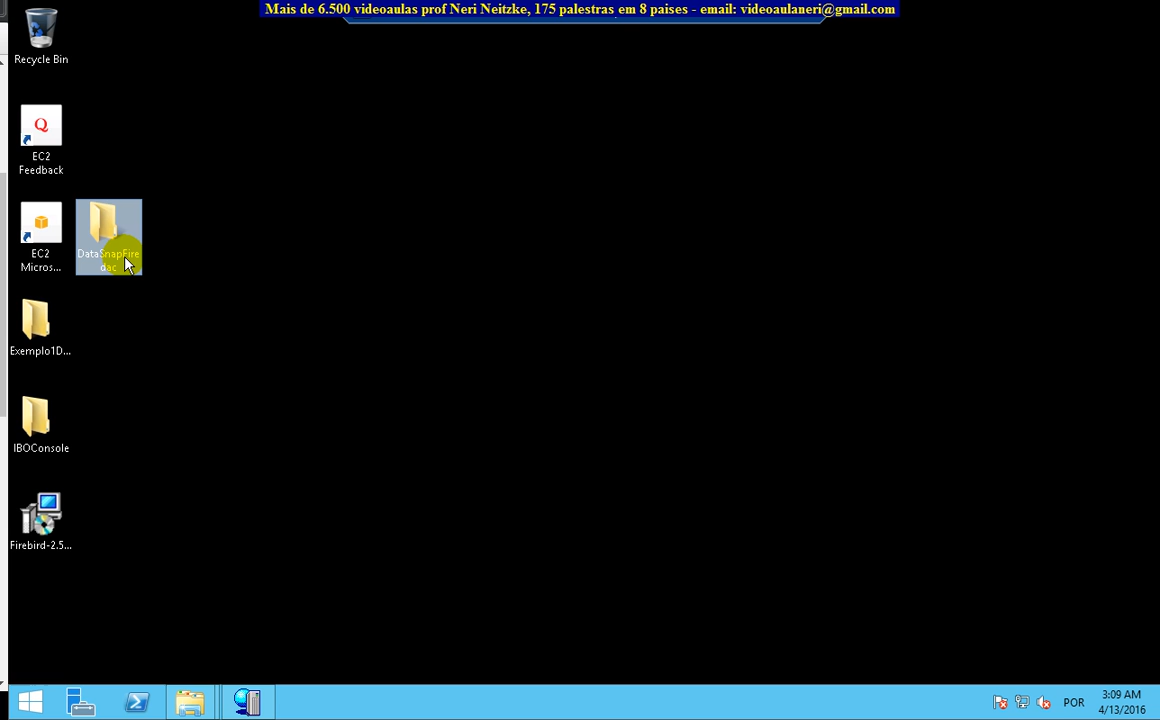 Mais de 6.500 videoaulas prof Neri Neitzke, 175 palestras em 8 paises - email: videoaulaneri@gmail.com
Recycle Bin
Q
EC2
Feedback
EC2
Micros...
DataSnapFire
dac
Exemplo1D...
IBOConsole
Firebird-2.5...
POR
3:09 AM
4/13/2016